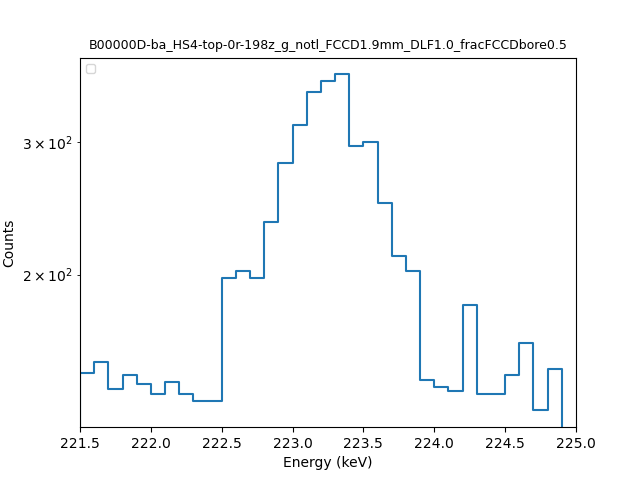 B00000D-ba_HS4-top-0r-198z_g_notl_FCCD1.9mm_DLF1.0_fracFCCDbore0.5
3 × 10²
2 × 10²
Counts
221.5 222.0 222.5 223.0 223.5 224.0 224.5 225.0
Energy (keV)